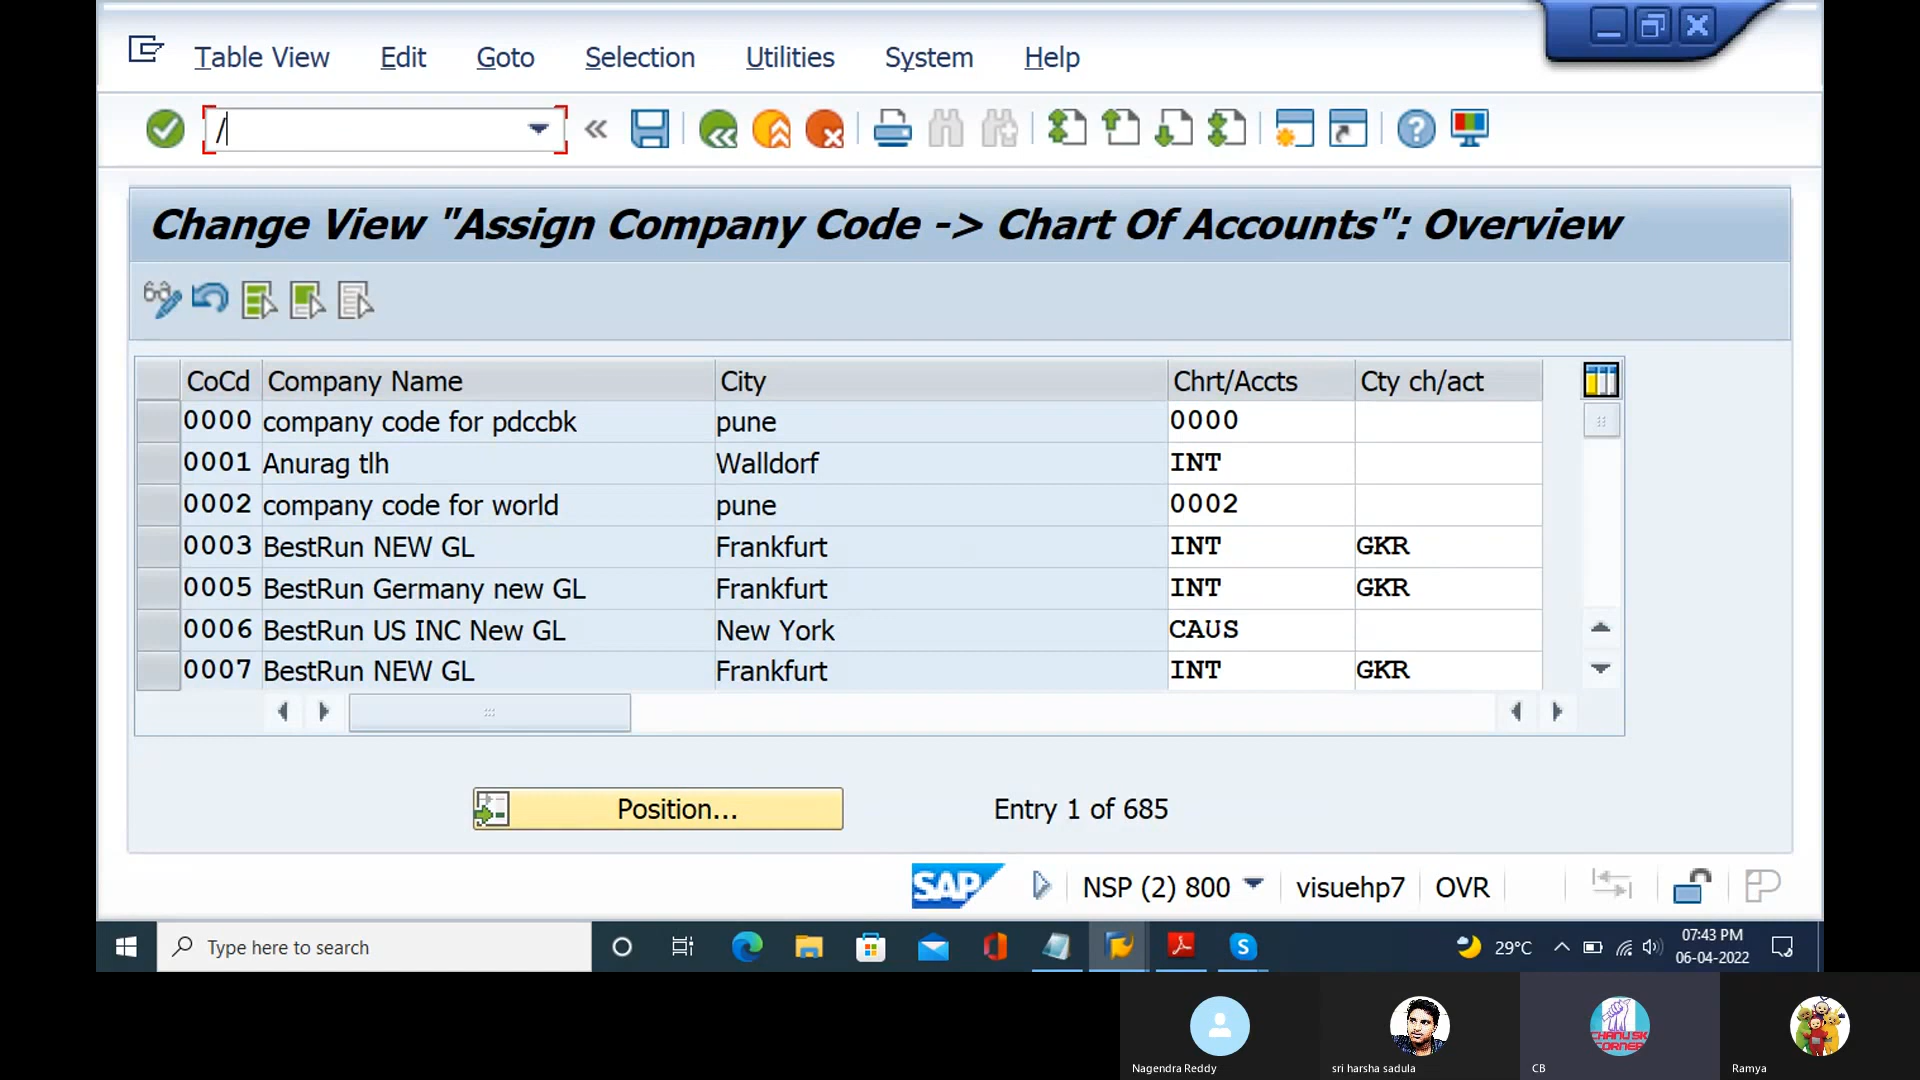 Table View Edit Goto Selection Utilities System Help
/
Change View "Assign Company Code -> Chart Of Accounts": Overview
CoCd Company Name City Chrt/Accts Cty ch/act
0000 company code for pdccbk pune 0000
0001 Anurag tlh Walldorf INT
0002 company code for world pune 0002
0003 BestRun NEW GL Frankfurt INT GKR
0005 BestRun Germany new GL Frankfurt INT GKR
0006 BestRun US INC New GL New York CAUS
0007 BestRun NEW GL Frankfurt INT GKR
Position... Entry 1 of 685
SAP NSP (2) 800 visuehp7 OVR
Type here to search 29°C 07:43 PM
06-04-2022
CHANUSK
CORNER
Nagendra Reddy sri harsha sadula CB Ramya